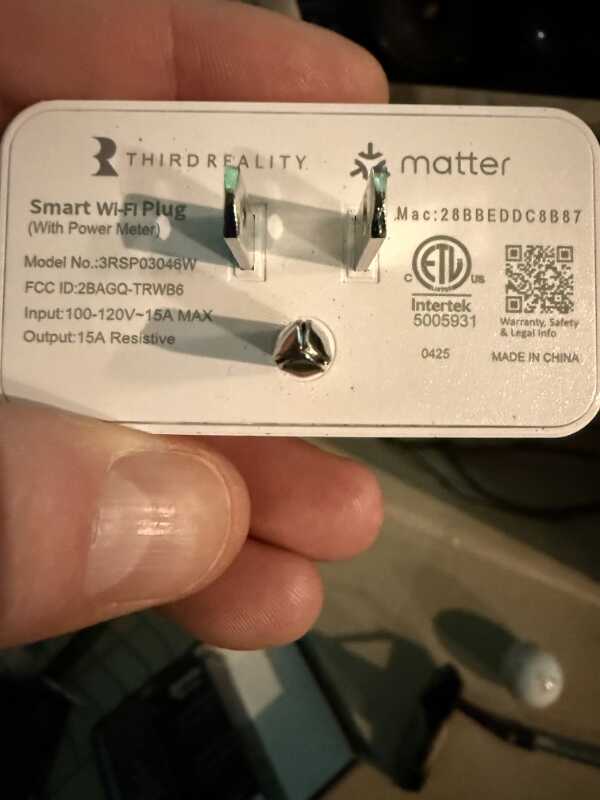 THIRDREALITY
matter
Smart Wi-Fi Plug
(With Power Meter)
Mac:28BBEDDC8B87
Model No.:3RSP03046W
FCC ID:2BAGQ-TRWB6
Input:100-120V~15A MAX
Output:15A Resistive
C ETL US
Intertek
5005931
Warranty, Safety
& Legal Info
0425
MADE IN CHINA